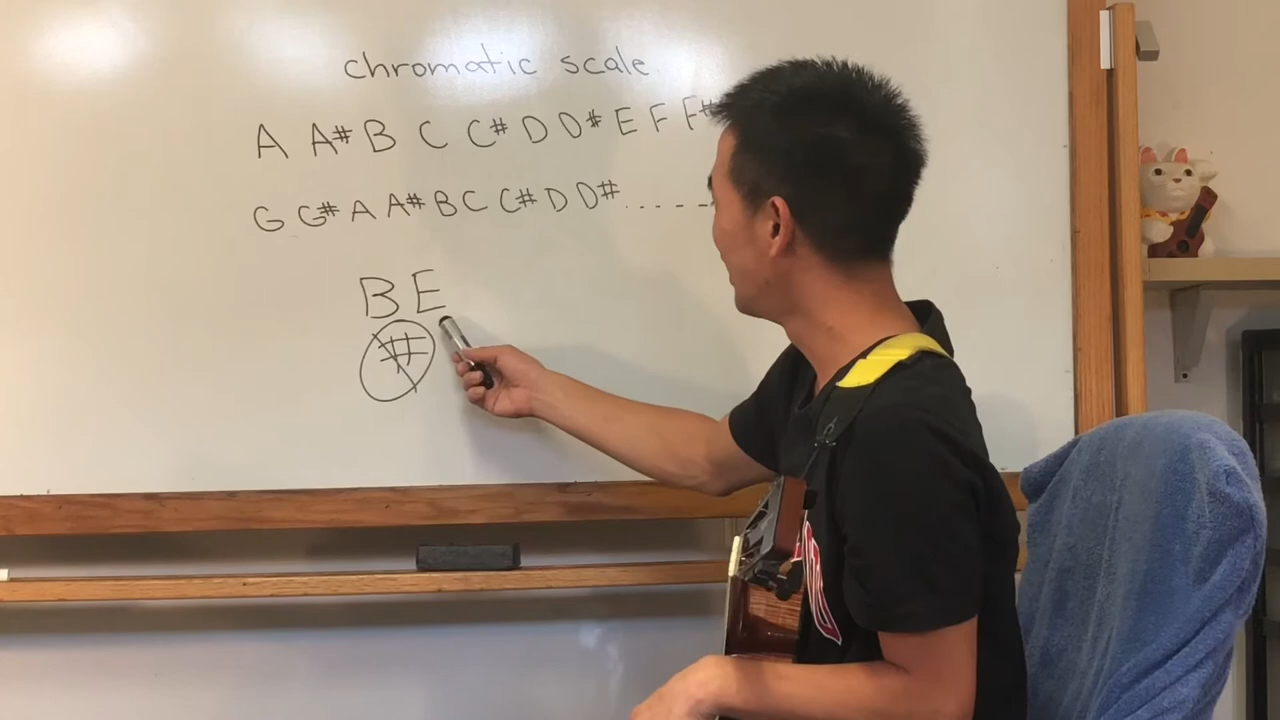 chromatic scale.
A A# B C C# D D# E F F#
G G# A A# B C C# D D# . . - - - -
B E
#